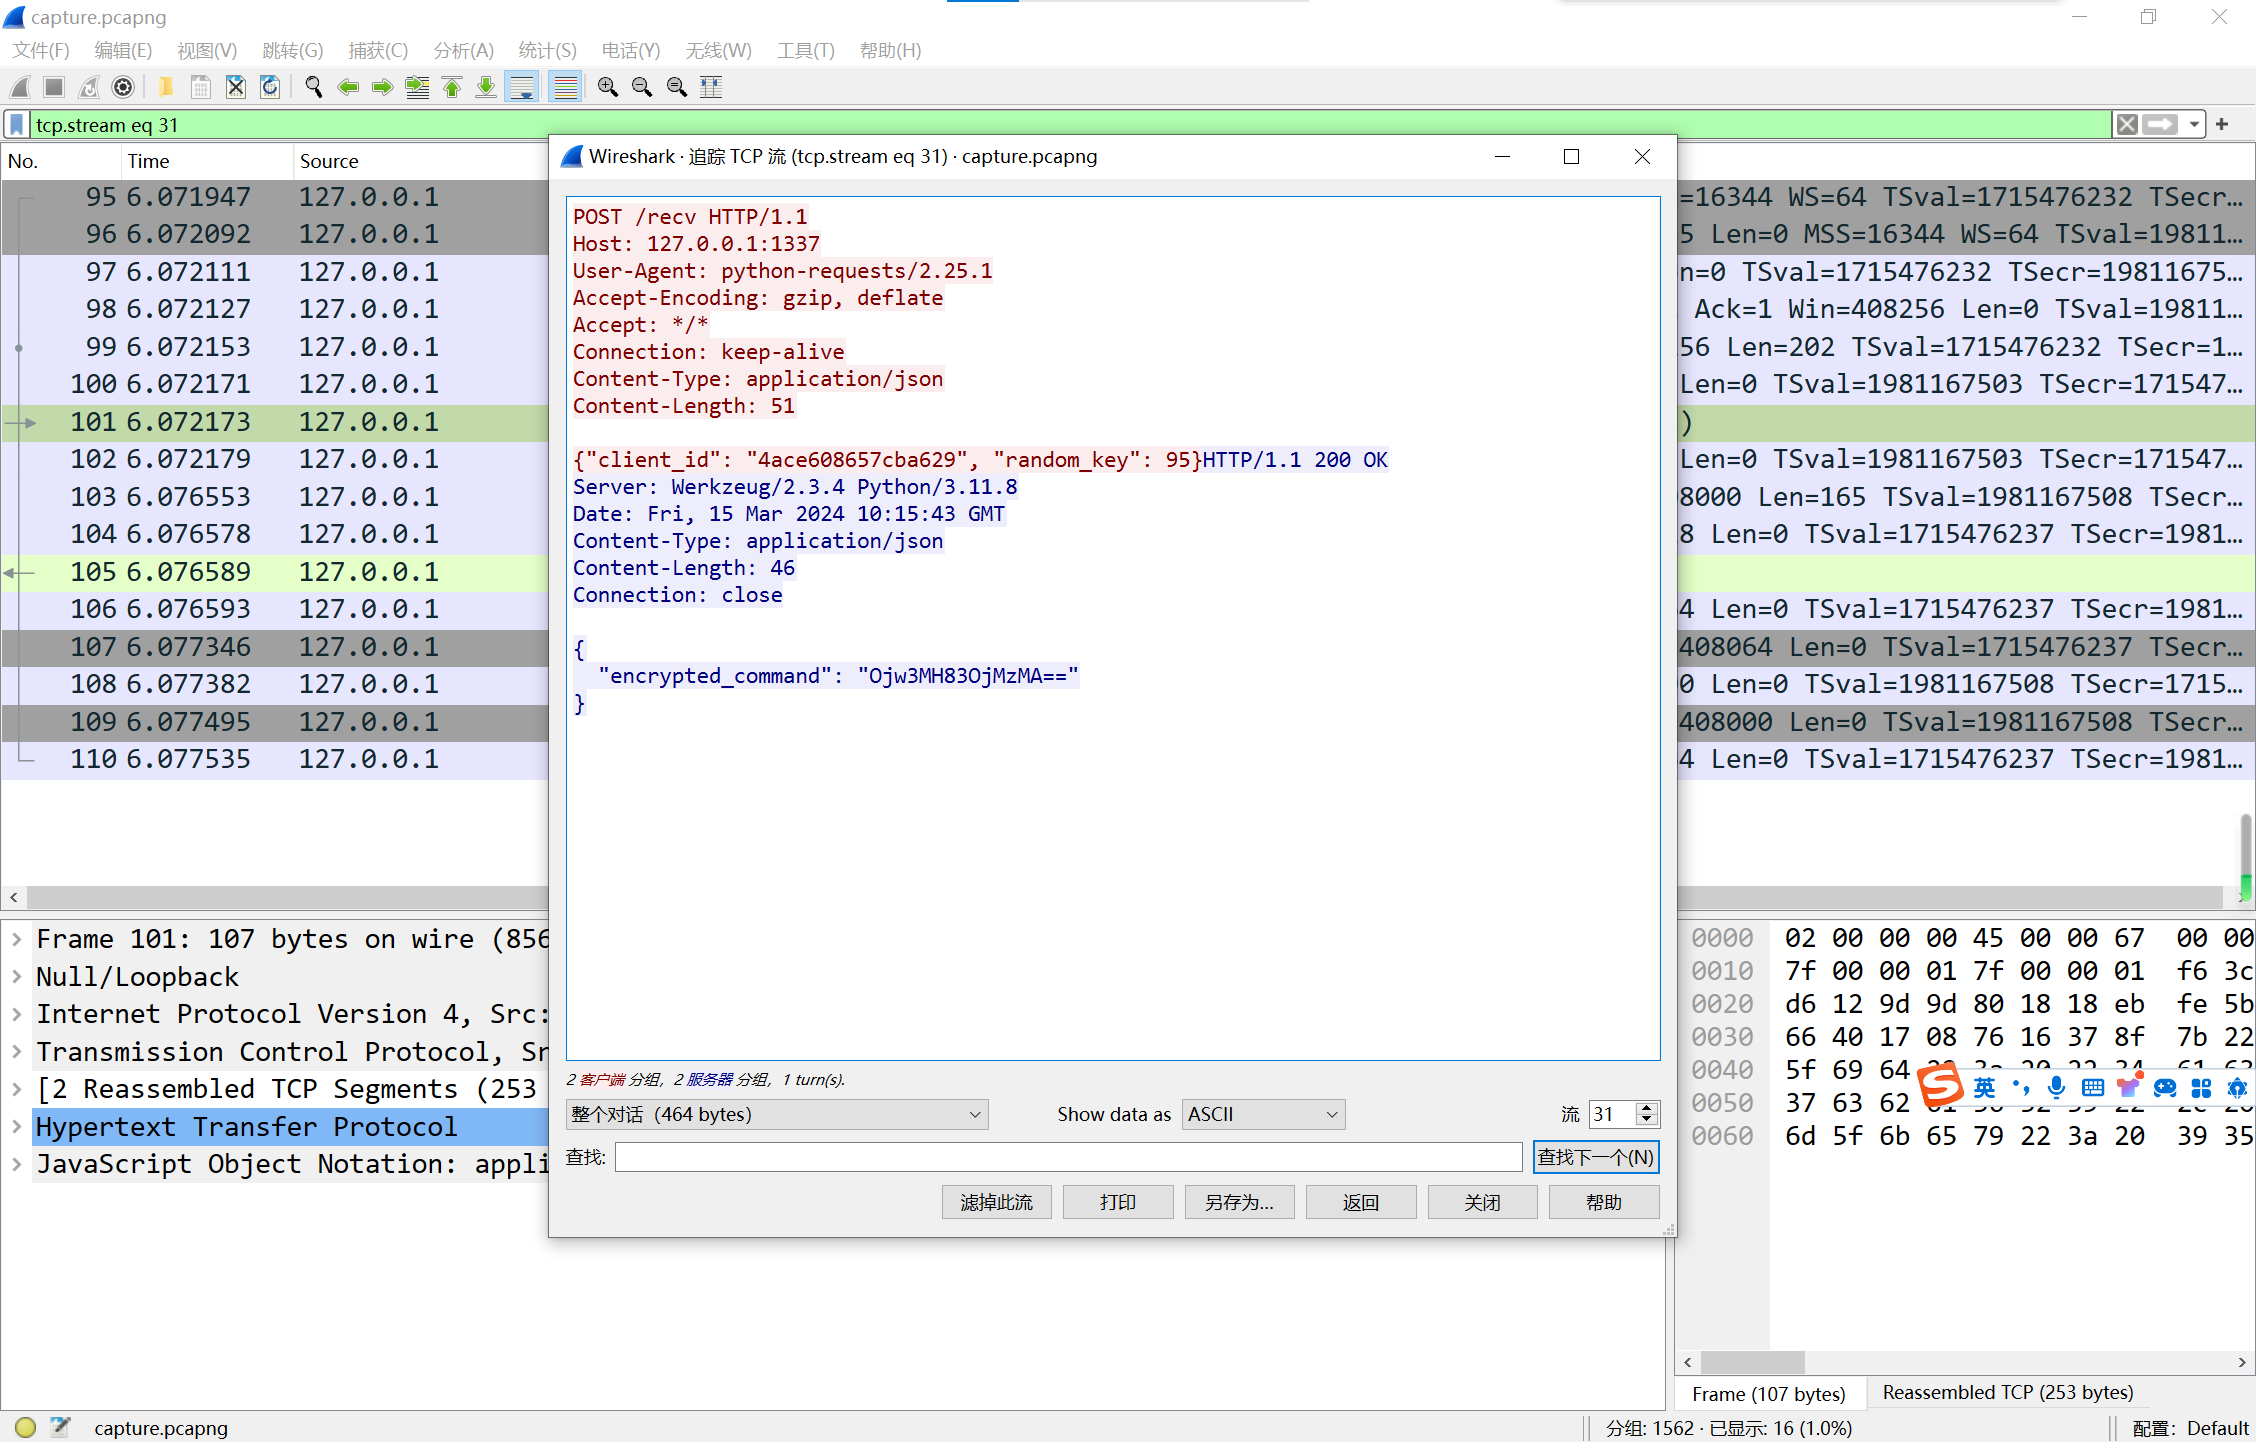 capture.pcapng
文件(F) 编辑(E) 视图(V) 跳转(G) 捕获(C) 分析(A) 统计(S) 电话(Y) 无线(W) 工具(T) 帮助(H)
tcp.stream eq 31
No. Time Source
95 6.071947 127.0.0.1 =16344 WS=64 TSval=1715476232 TSecr…
96 6.072092 127.0.0.1 5 Len=0 MSS=16344 WS=64 TSval=19811…
97 6.072111 127.0.0.1 n=0 TSval=1715476232 TSecr=19811675…
98 6.072127 127.0.0.1 Ack=1 Win=408256 Len=0 TSval=19811…
99 6.072153 127.0.0.1 56 Len=202 TSval=1715476232 TSecr=1…
100 6.072171 127.0.0.1 Len=0 TSval=1981167503 TSecr=171547…
101 6.072173 127.0.0.1 )
102 6.072179 127.0.0.1 Len=0 TSval=1981167503 TSecr=171547…
103 6.076553 127.0.0.1 8000 Len=165 TSval=1981167508 TSecr…
104 6.076578 127.0.0.1 8 Len=0 TSval=1715476237 TSecr=1981…
105 6.076589 127.0.0.1
106 6.076593 127.0.0.1 4 Len=0 TSval=1715476237 TSecr=1981…
107 6.077346 127.0.0.1 408064 Len=0 TSval=1715476237 TSecr…
108 6.077382 127.0.0.1 0 Len=0 TSval=1981167508 TSecr=1715…
109 6.077495 127.0.0.1 408000 Len=0 TSval=1981167508 TSecr…
110 6.077535 127.0.0.1 4 Len=0 TSval=1715476237 TSecr=1981…
Wireshark · 追踪 TCP 流 (tcp.stream eq 31) · capture.pcapng
POST /recv HTTP/1.1
Host: 127.0.0.1:1337
User-Agent: python-requests/2.25.1
Accept-Encoding: gzip, deflate
Accept: */*
Connection: keep-alive
Content-Type: application/json
Content-Length: 51
{"client_id": "4ace608657cba629", "random_key": 95}HTTP/1.1 200 OK
Server: Werkzeug/2.3.4 Python/3.11.8
Date: Fri, 15 Mar 2024 10:15:43 GMT
Content-Type: application/json
Content-Length: 46
Connection: close
{
"encrypted_command": "Ojw3MH83OjMzMA=="
}
2 客户端 分组，2 服务器 分组，1 turn(s).
整个对话 (464 bytes) Show data as ASCII 流 31
查找: 查找下一个(N)
滤掉此流 打印 另存为… 返回 关闭 帮助
Frame 101: 107 bytes on wire (856
Null/Loopback
Internet Protocol Version 4, Src:
Transmission Control Protocol, Sr
[2 Reassembled TCP Segments (253
Hypertext Transfer Protocol
JavaScript Object Notation: appli
0000 02 00 00 00 45 00 00 67 00 00
0010 7f 00 00 01 7f 00 00 01 f6 3c
0020 d6 12 9d 9d 80 18 18 eb fe 5b
0030 66 40 17 08 76 16 37 8f 7b 22
0040 5f 69 64
0050 37 63 62
0060 6d 5f 6b 65 79 22 3a 20 39 35
英
Frame (107 bytes) Reassembled TCP (253 bytes)
capture.pcapng 分组: 1562 · 已显示: 16 (1.0%) 配置: Default